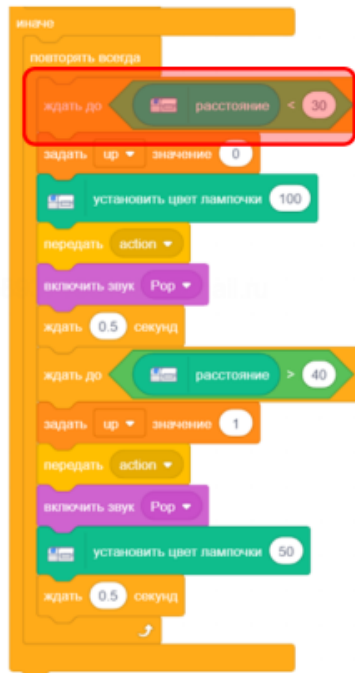 иначе
повторять всегда
ждать до расстояние < 30
задать up значение 0
установить цвет лампочки 100
передать action
включить звук Pop
ждать 0.5 секунд
ждать до расстояние > 40
задать up значение 1
передать action
включить звук Pop
установить цвет лампочки 50
ждать 0.5 секунд